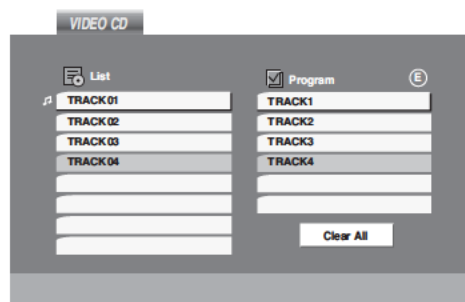 VIDEO CD
List
TRACK01
TRACK02
TRACK03
TRACK04
Program
E
TRACK1
TRACK2
TRACK3
TRACK4
Clear All